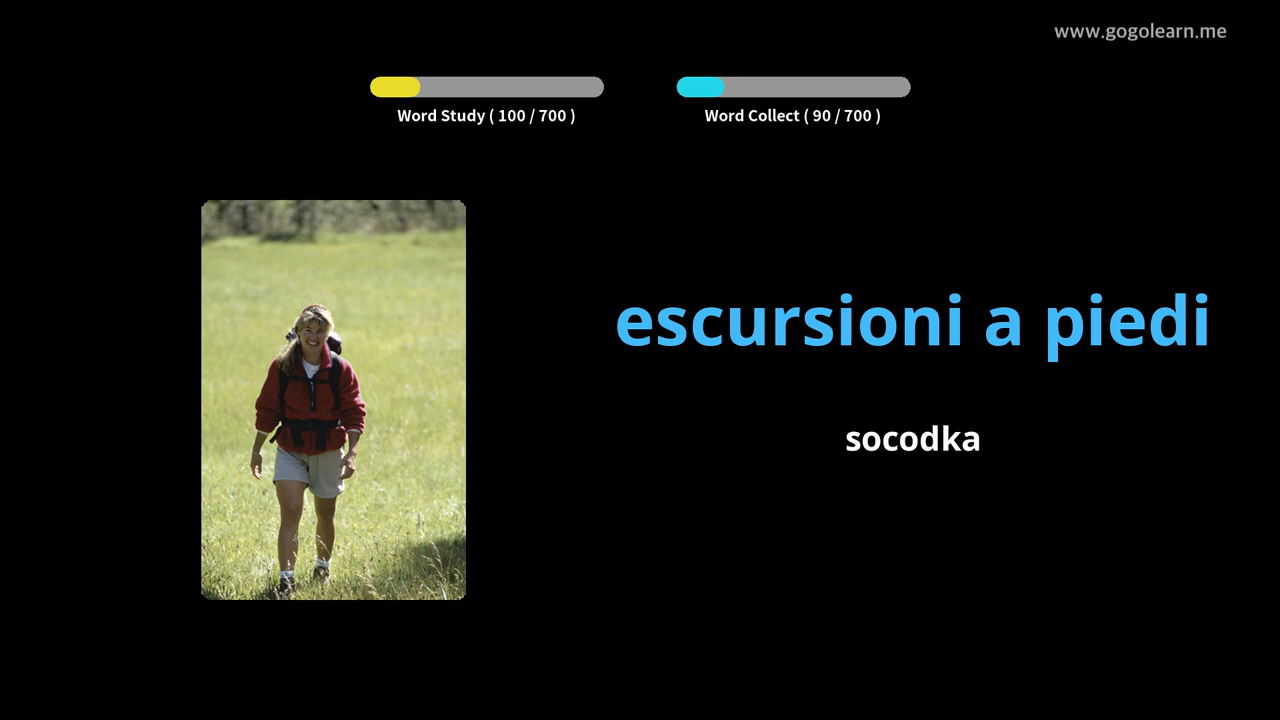 www.gogolearn.me
Word Study ( 100 / 700 )
Word Collect ( 90 / 700 )
escursioni a piedi
socodka